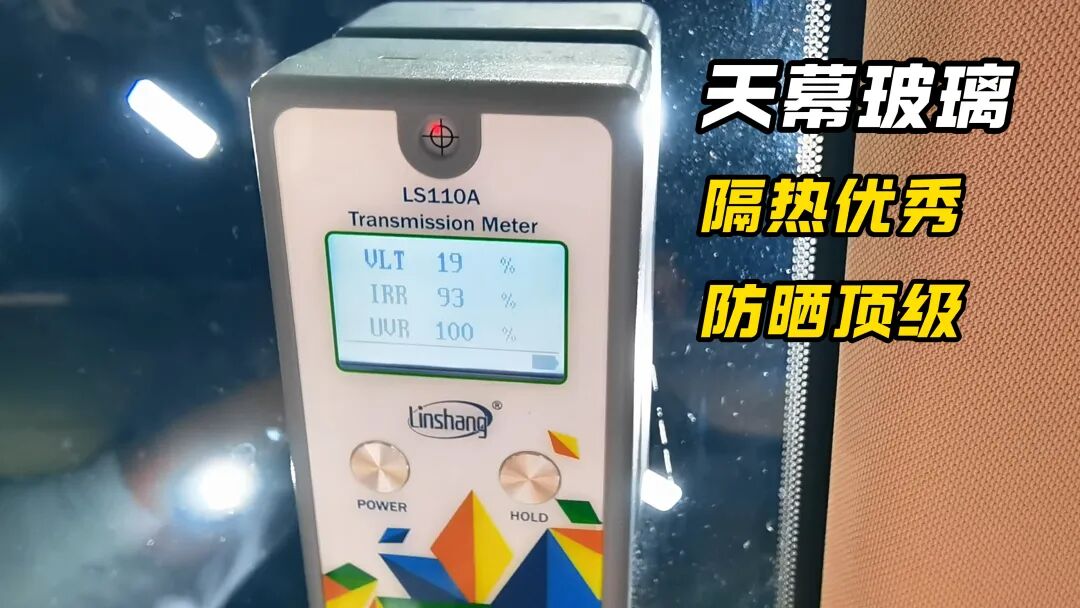 天幕玻璃
隔热优秀
防晒顶级
LS110A
Transmission Meter
VLT 19 %
IRR 93 %
UVR 100 %
Linshang®
POWER
HOLD